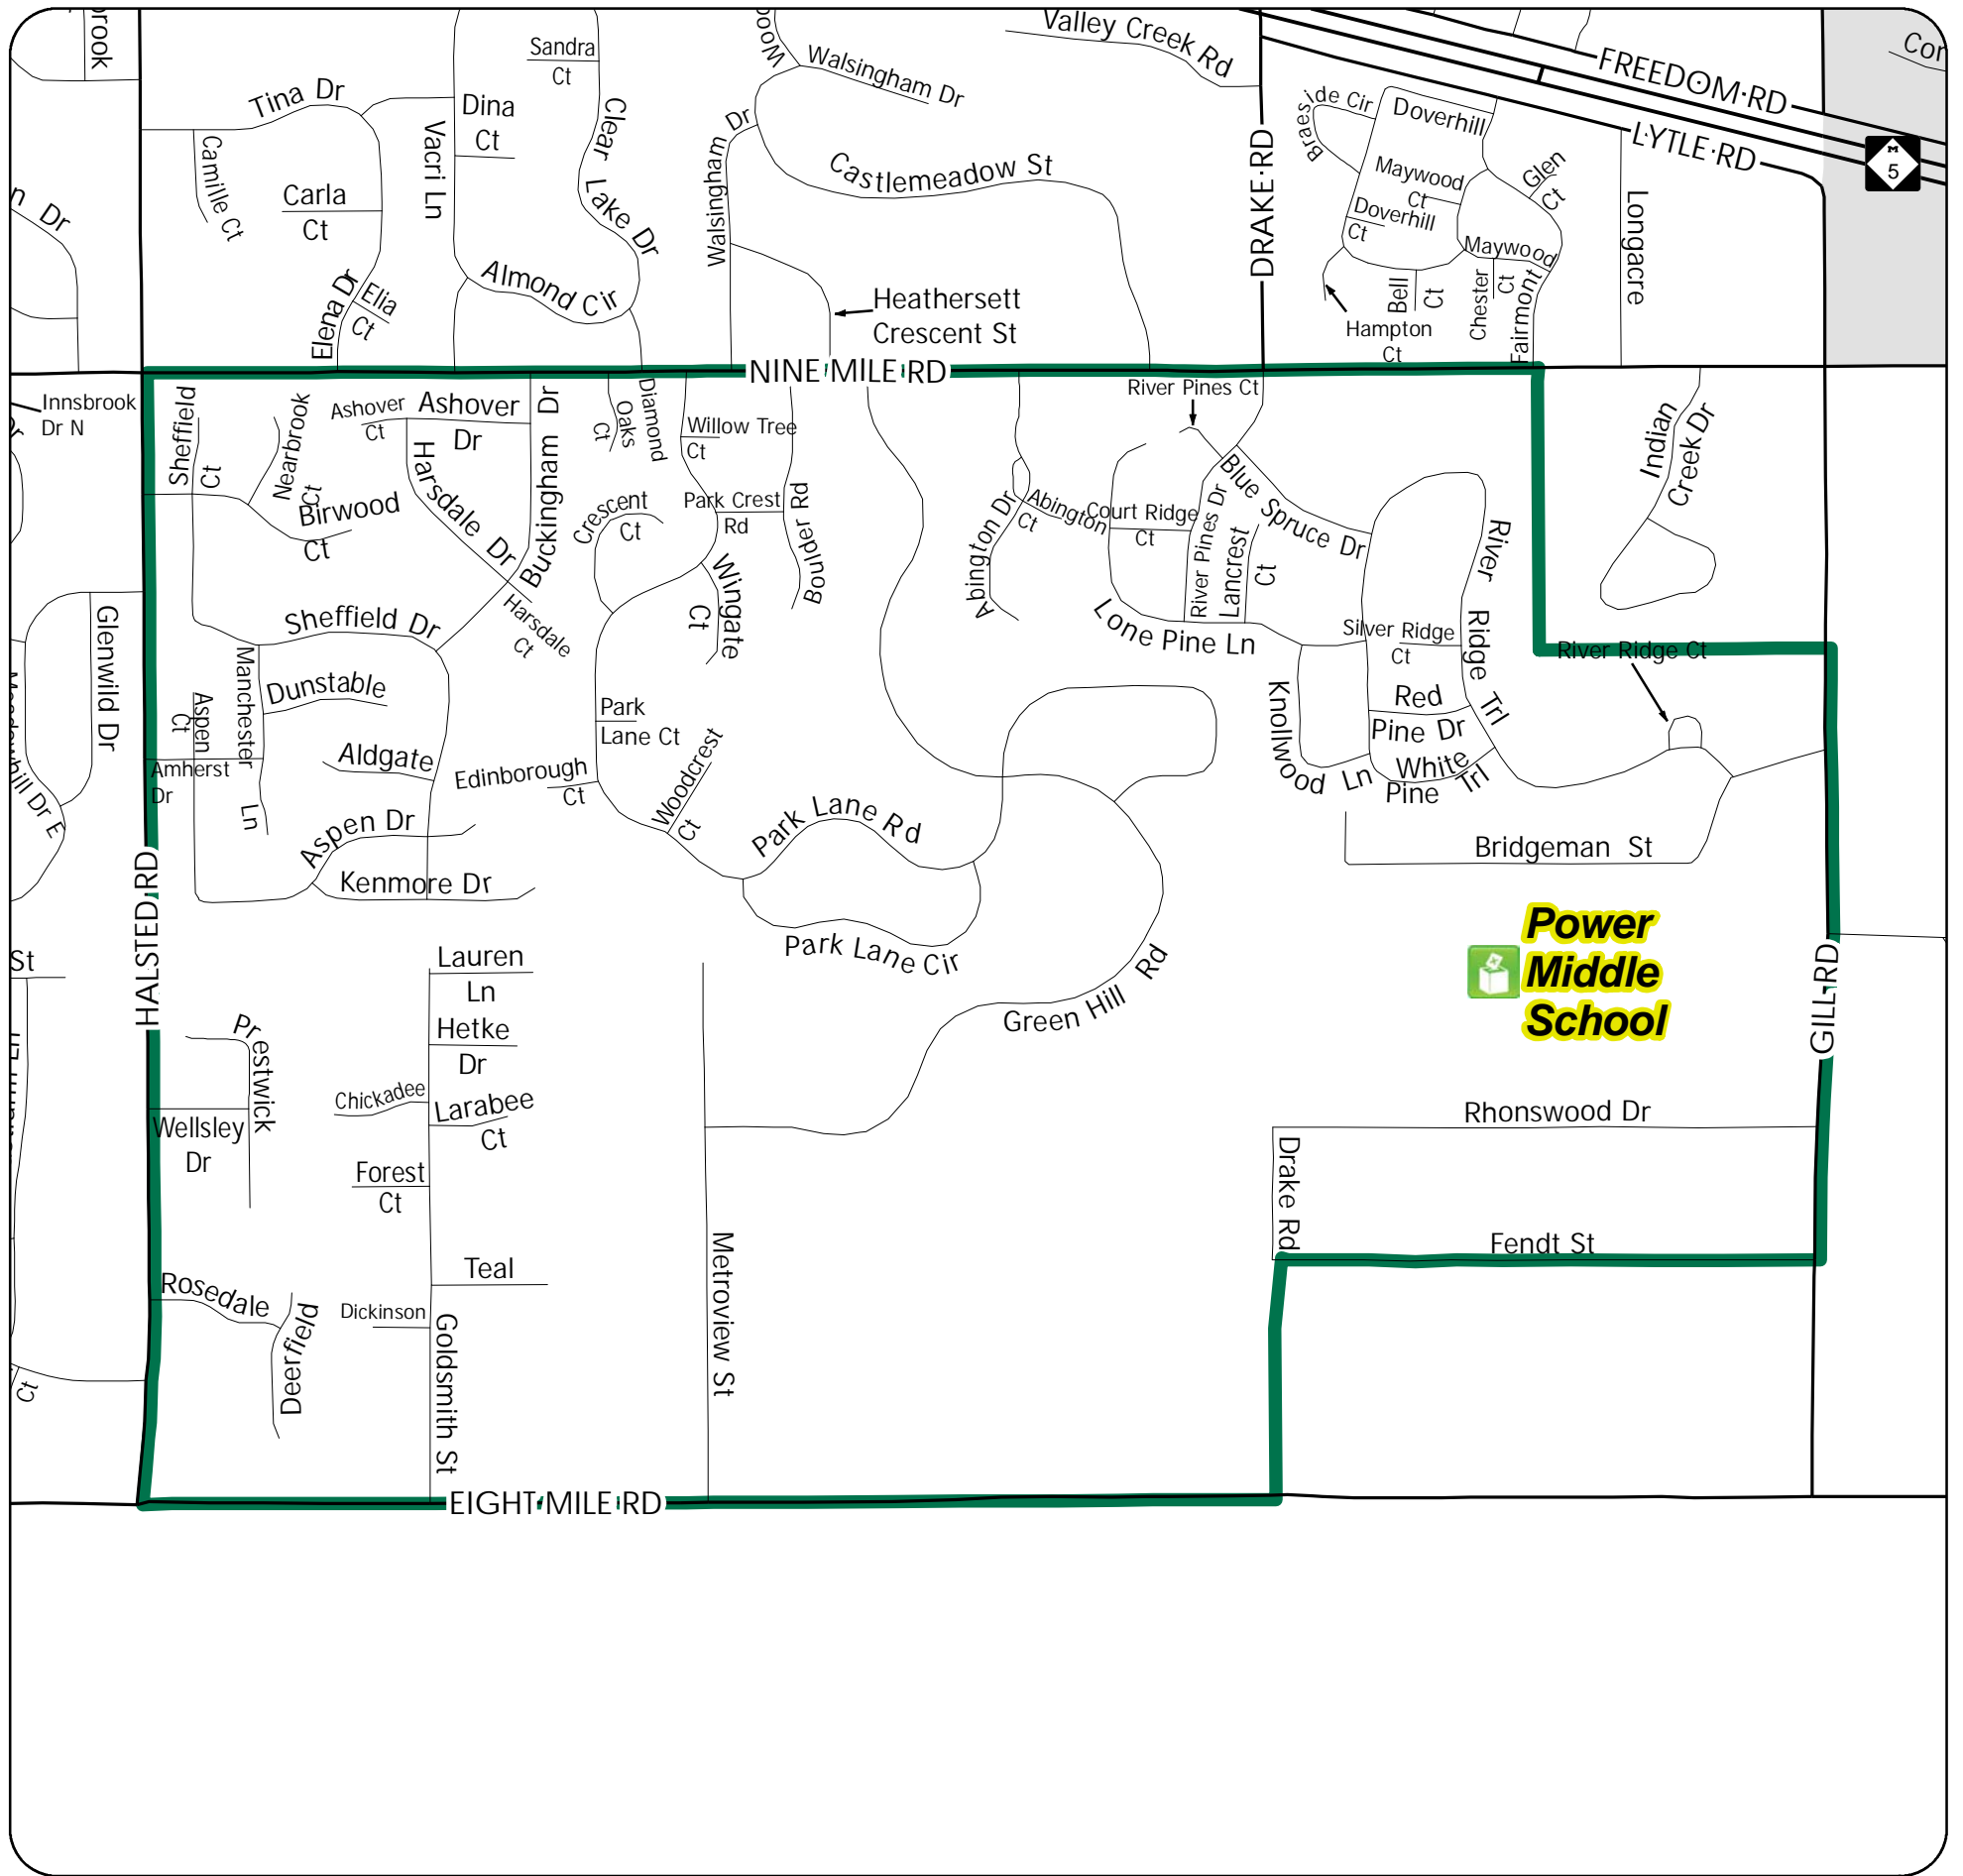 Valley Creek Rd
Sandra
Ct
Walsingham Dr
FREEDOM RD
Tina Dr
Dina
Ct
Clear Lake Dr
Braeside Cir
Doverhill
LYTLE RD
M
5
Vacri Ln
Camille Ct
Walsingham Dr
Castlemeadow St
DRAKE RD
Maywood
Ct
Glen
Ct
Carla
Ct
n Dr
Doverhill
Ct
Longacre
Maywood
Almond Cir
Elena Dr
Elia
Ct
Heathersett
Crescent St
Bell
Ct
Chester
Ct
Fairmont
Hampton
Ct
NINE MILE RD
River Pines Ct
Innsbrook
Dr N
Sheffield
Ct
Nearbrook
Ct
Ashover
Ct
Ashover
Dr
Buckingham Dr
Oaks
Ct
Diamond
Willow Tree
Ct
Indian
Creek Dr
Harsdale Dr
Birwood
Ct
Crescent
Ct
Park Crest
Rd
Boulder Rd
Abington Dr
Abington
Ct
Court Ridge
Ct
River Pines Dr
Blue Spruce Dr
Lancrest
Ct
River Ridge Trl
Wingate
Ct
Harsdale
Ct
Sheffield Dr
Glenwild Dr
Lone Pine Ln
Silver Ridge
Ct
River Ridge Ct
Manchester
Ln
Dunstable
Aspen
Ct
Park
Lane Ct
Knollwood Ln
Red
Pine Dr
White
Pine Trl
Aldgate
Amherst
Dr
Edinborough
Ct
Woodcrest
Ct
Park Lane Rd
Aspen Dr
Bridgeman St
Kenmore Dr
HALSTED RD
Power
Middle
School
Park Lane Cir
Green Hill Rd
GILL RD
St
Lauren
Ln
Hetke
Dr
Prestwick
Chickadee
Larabee
Ct
Wellsley
Dr
Rhonswood Dr
Forest
Ct
Drake Rd
Fendt St
Teal
Metroview St
Rosedale
Dickinson
Deerfield
Goldsmith St
Ct
EIGHT MILE RD